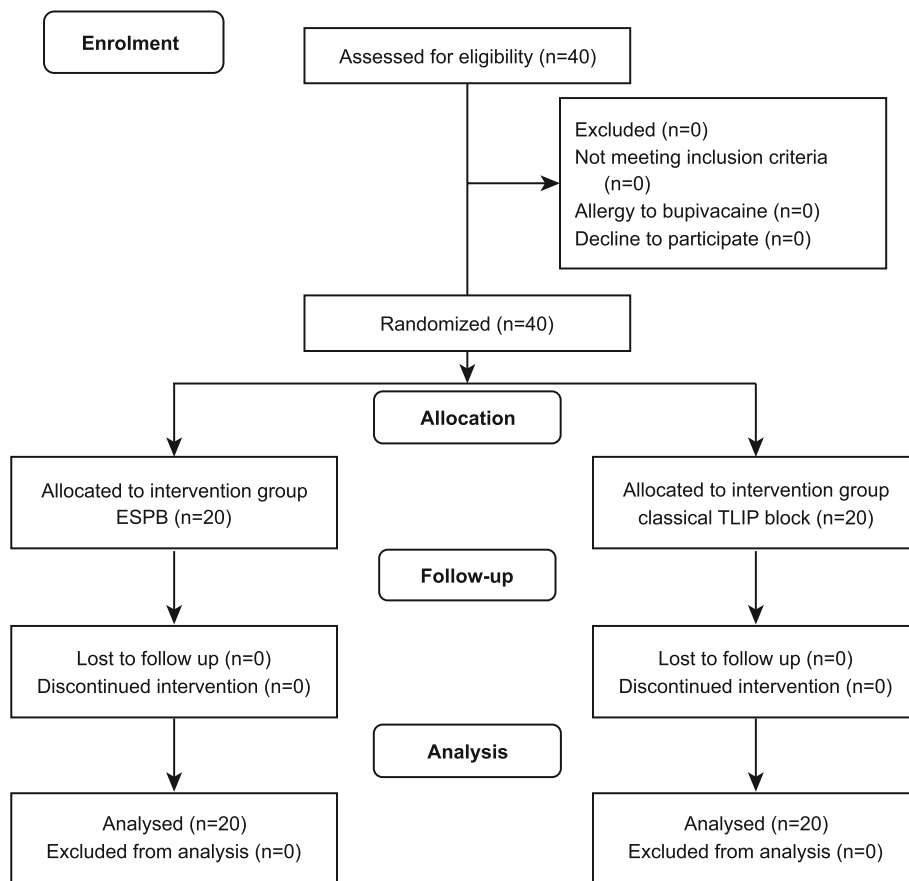 Enrolment
Assessed for eligibility (n=40)
Excluded (n=0)
Not meeting inclusion criteria
(n=0)
Allergy to bupivacaine (n=0)
Decline to participate (n=0)
Randomized (n=40)
Allocation
Allocated to intervention group
ESPB (n=20)
Allocated to intervention group
classical TLIP block (n=20)
Follow-up
Lost to follow up (n=0)
Discontinued intervention (n=0)
Lost to follow up (n=0)
Discontinued intervention (n=0)
Analysis
Analysed (n=20)
Excluded from analysis (n=0)
Analysed (n=20)
Excluded from analysis (n=0)